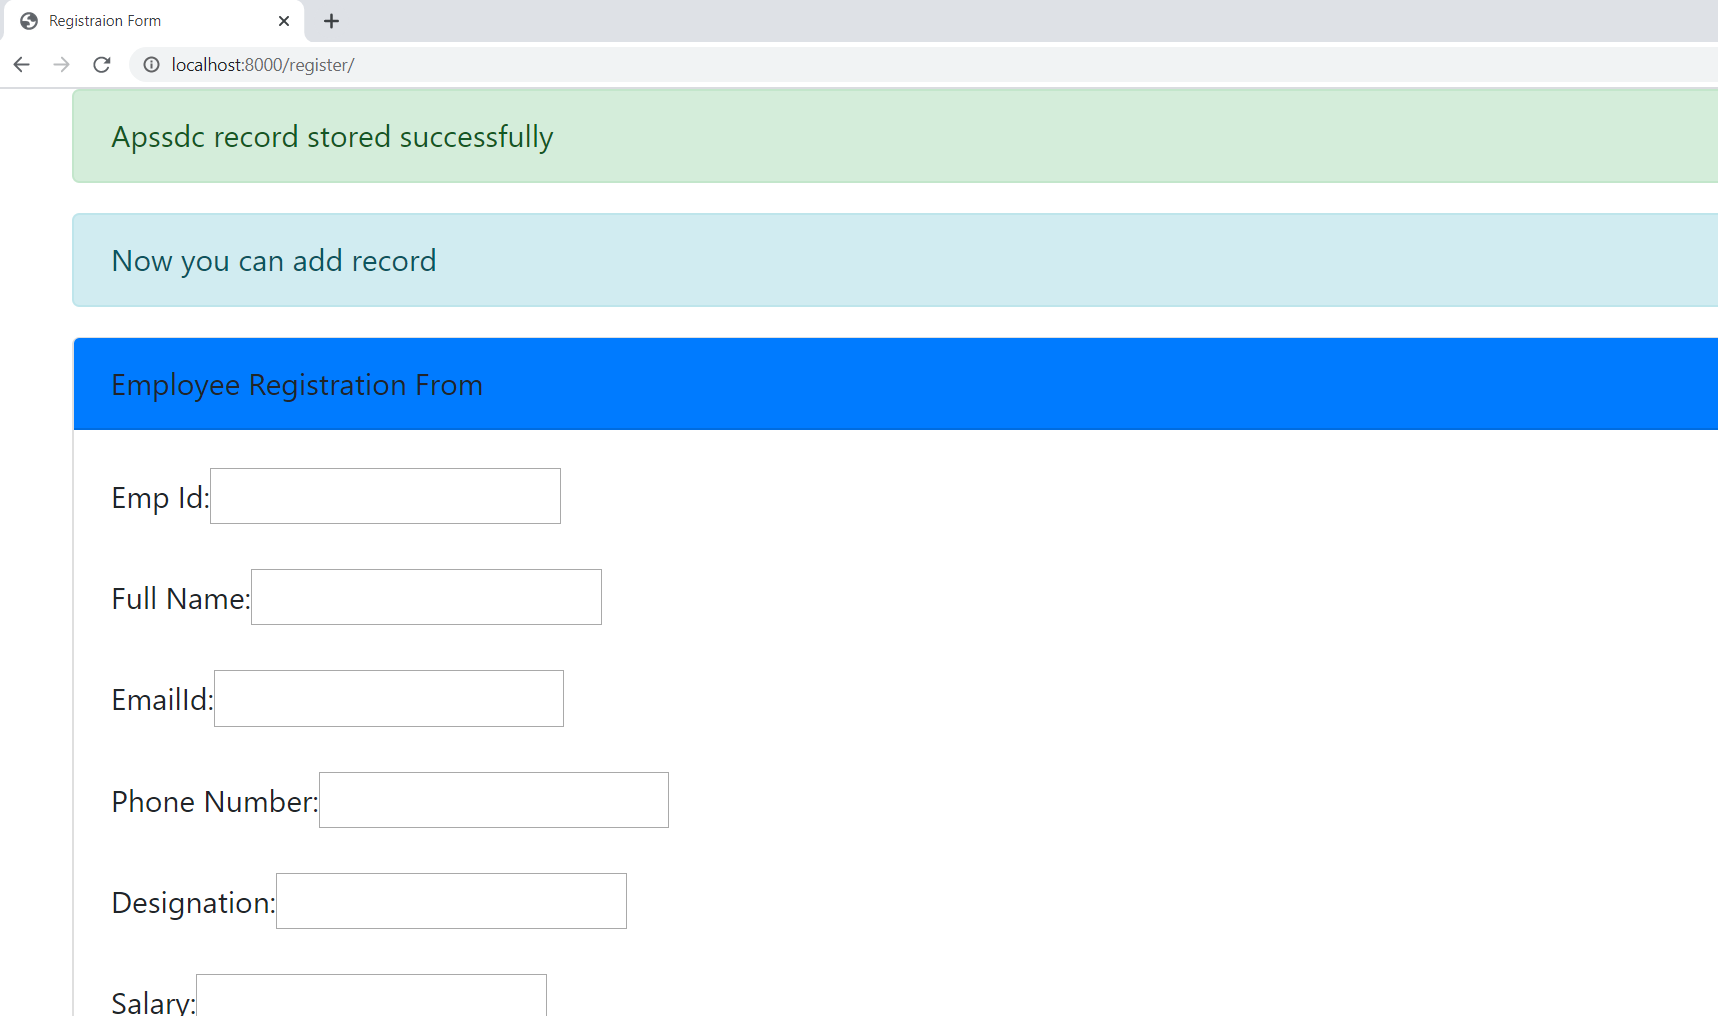 Registraion Form
localhost:8000/register/
Apssdc record stored successfully
Now you can add record
Employee Registration From
Emp Id:
Full Name:
EmailId:
Phone Number:
Designation:
Salary: